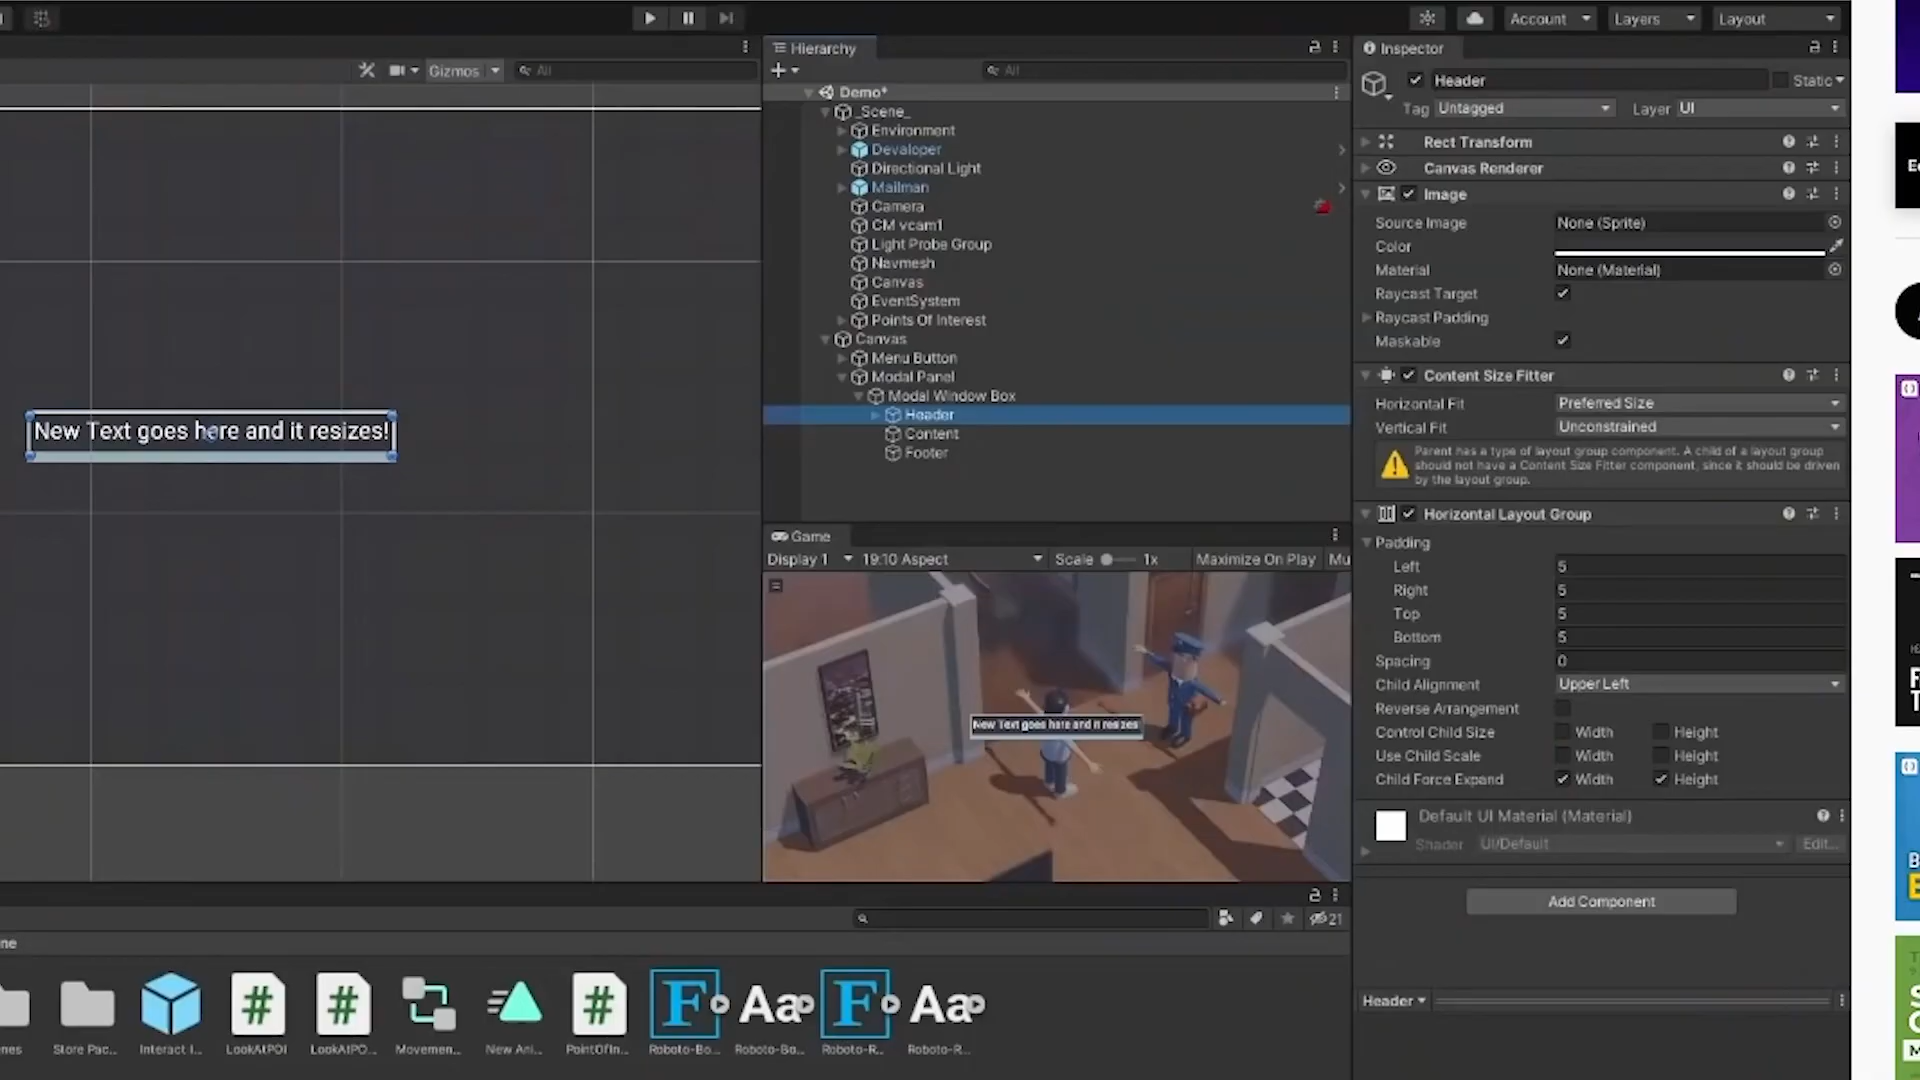 Account
Layers
Layout
Gizmos
All
Hierarchy
All
Demo*
_Scene_
Environment
Devaloper
Directional Light
Mailman
Camera
CM vcam1
Light Probe Group
Navmesh
Canvas
EventSystem
Points Of Interest
Canvas
Menu Button
Modal Panel
Modal Window Box
Header
Content
Footer
New Text goes here and it resizes!
Game
Display 1
19:10 Aspect
Scale
1x
Maximize On Play
Mu
New Text goes here and it resizes
Inspector
Header
Static
Tag
Untagged
Layer
UI
Rect Transform
Canvas Renderer
Image
Source Image
None (Sprite)
Color
Material
None (Material)
Raycast Target
Raycast Padding
Maskable
Content Size Fitter
Horizontal Fit
Preferred Size
Vertical Fit
Unconstrained
Parent has a type of layout group component. A child of a layout group
should not have a Content Size Fitter component, since it should be driven
by the layout group.
Horizontal Layout Group
Padding
Left
5
Right
5
Top
5
Bottom
5
Spacing
0
Child Alignment
Upper Left
Reverse Arrangement
Control Child Size
Width
Height
Use Child Scale
Width
Height
Child Force Expand
Width
Height
Default UI Material (Material)
Shader
UI/Default
Edit...
Add Component
Header
21
ne
nes
Store Pac...
Interact I...
LookAtPOI
LookAtPO...
Movemen...
New Ani...
PointOfIn...
Roboto-Bo...
Roboto-Bo...
Roboto-R...
Roboto-R...